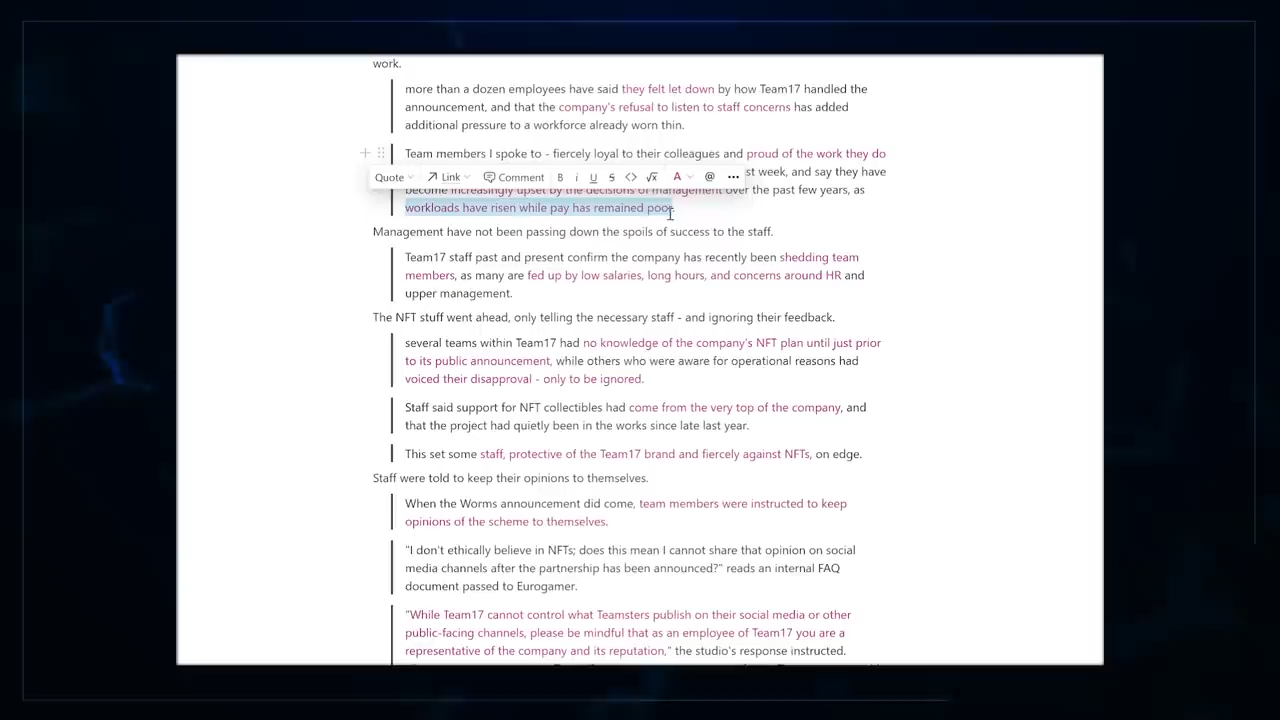 work.
more than a dozen employees have said they felt let down by how Team17 handled the
announcement, and that the company's refusal to listen to staff concerns has added
additional pressure to a workforce already worn thin.
Team members I spoke to - fiercely loyal to their colleagues and proud of the work they do
Quote Link Comment B i U S <> √x A @ •••
st week, and say they have
become increasingly upset by the decisions of management over the past few years, as
workloads have risen while pay has remained poor.
Management have not been passing down the spoils of success to the staff.
Team17 staff past and present confirm the company has recently been shedding team
members, as many are fed up by low salaries, long hours, and concerns around HR and
upper management.
The NFT stuff went ahead, only telling the necessary staff - and ignoring their feedback.
several teams within Team17 had no knowledge of the company's NFT plan until just prior
to its public announcement, while others who were aware for operational reasons had
voiced their disapproval - only to be ignored.
Staff said support for NFT collectibles had come from the very top of the company, and
that the project had quietly been in the works since late last year.
This set some staff, protective of the Team17 brand and fiercely against NFTs, on edge.
Staff were told to keep their opinions to themselves.
When the Worms announcement did come, team members were instructed to keep
opinions of the scheme to themselves.
"I don't ethically believe in NFTs; does this mean I cannot share that opinion on social
media channels after the partnership has been announced?" reads an internal FAQ
document passed to Eurogamer.
"While Team17 cannot control what Teamsters publish on their social media or other
public-facing channels, please be mindful that as an employee of Team17 you are a
representative of the company and its reputation," the studio's response instructed.